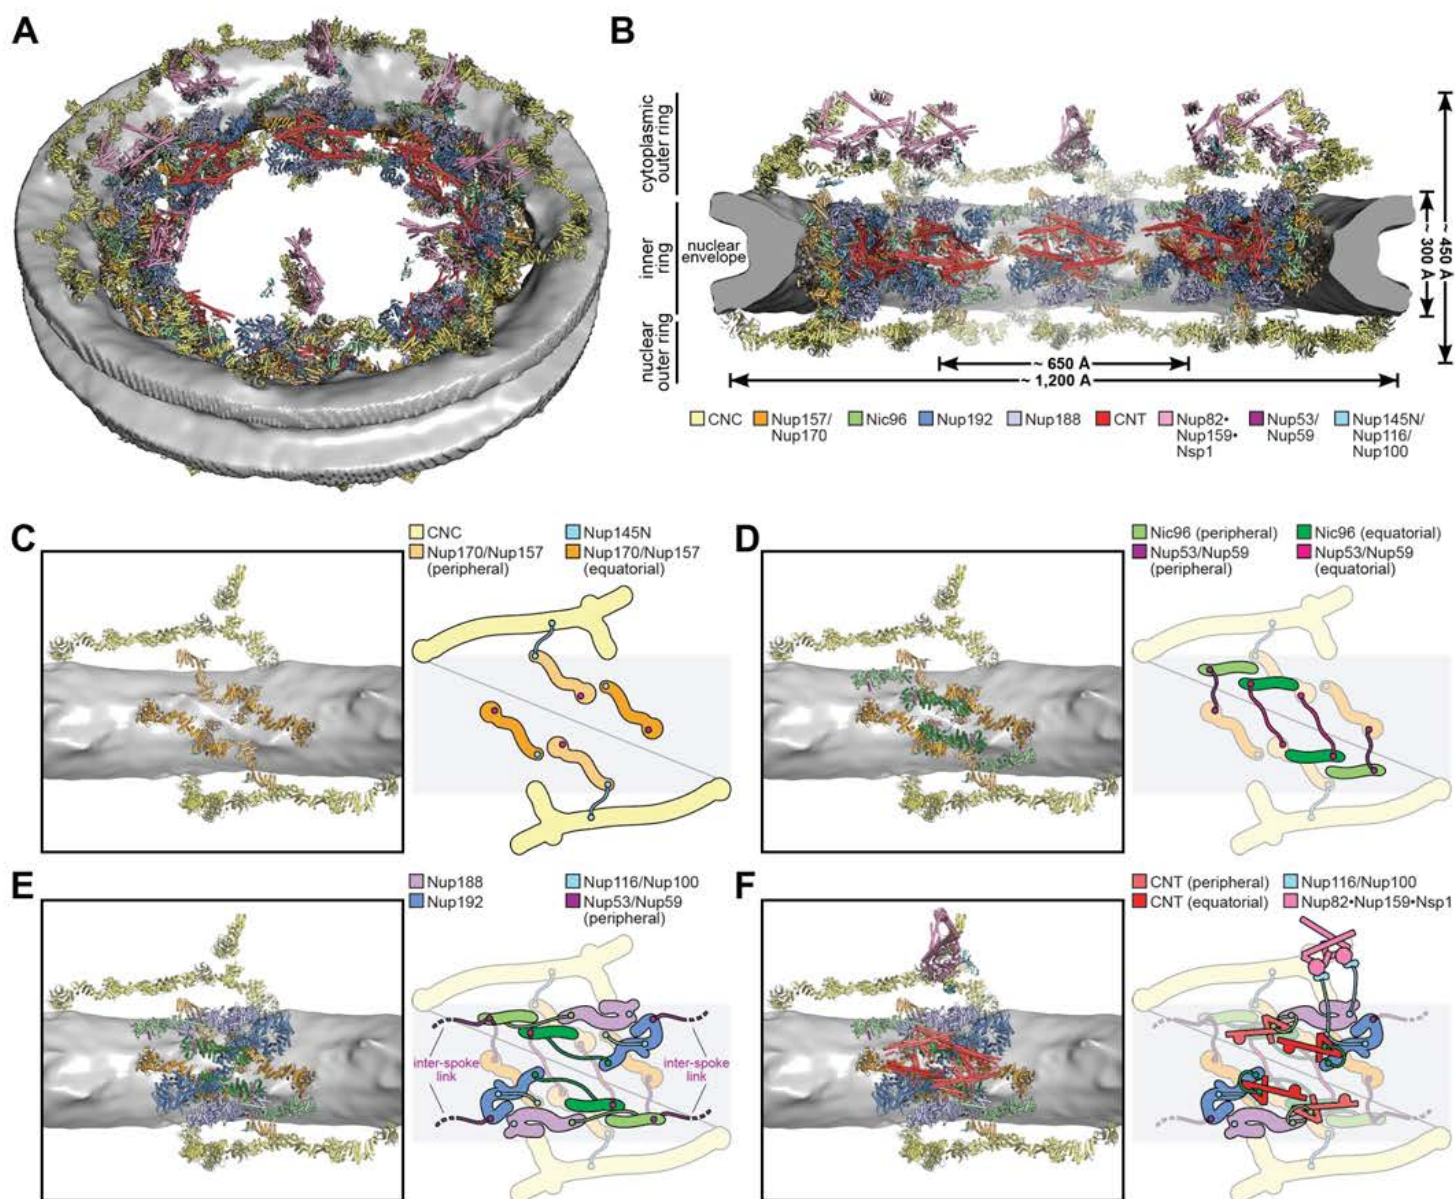 A
B
cytoplasmic
outer ring
inner
ring
nuclear
outer ring
nuclear
envelope
~ 300 Å
~ 450 Å
~ 650 Å
~ 1,200 A
CNC
Nup157/
Nup170
Nic96
Nup192
Nup188
CNT
Nup82•
Nup159•
Nsp1
Nup53/
Nup59
Nup145N/
Nup116/
Nup100
C
CNC
Nup145N
Nup170/Nup157
(peripheral)
Nup170/Nup157
(equatorial)
D
Nic96 (peripheral)
Nic96 (equatorial)
Nup53/Nup59
(peripheral)
Nup53/Nup59
(equatorial)
E
Nup188
Nup116/Nup100
Nup192
Nup53/Nup59
(peripheral)
inter-spoke
link
inter-spoke
link
F
CNT (peripheral)
Nup116/Nup100
CNT (equatorial)
Nup82•Nup159•Nsp1